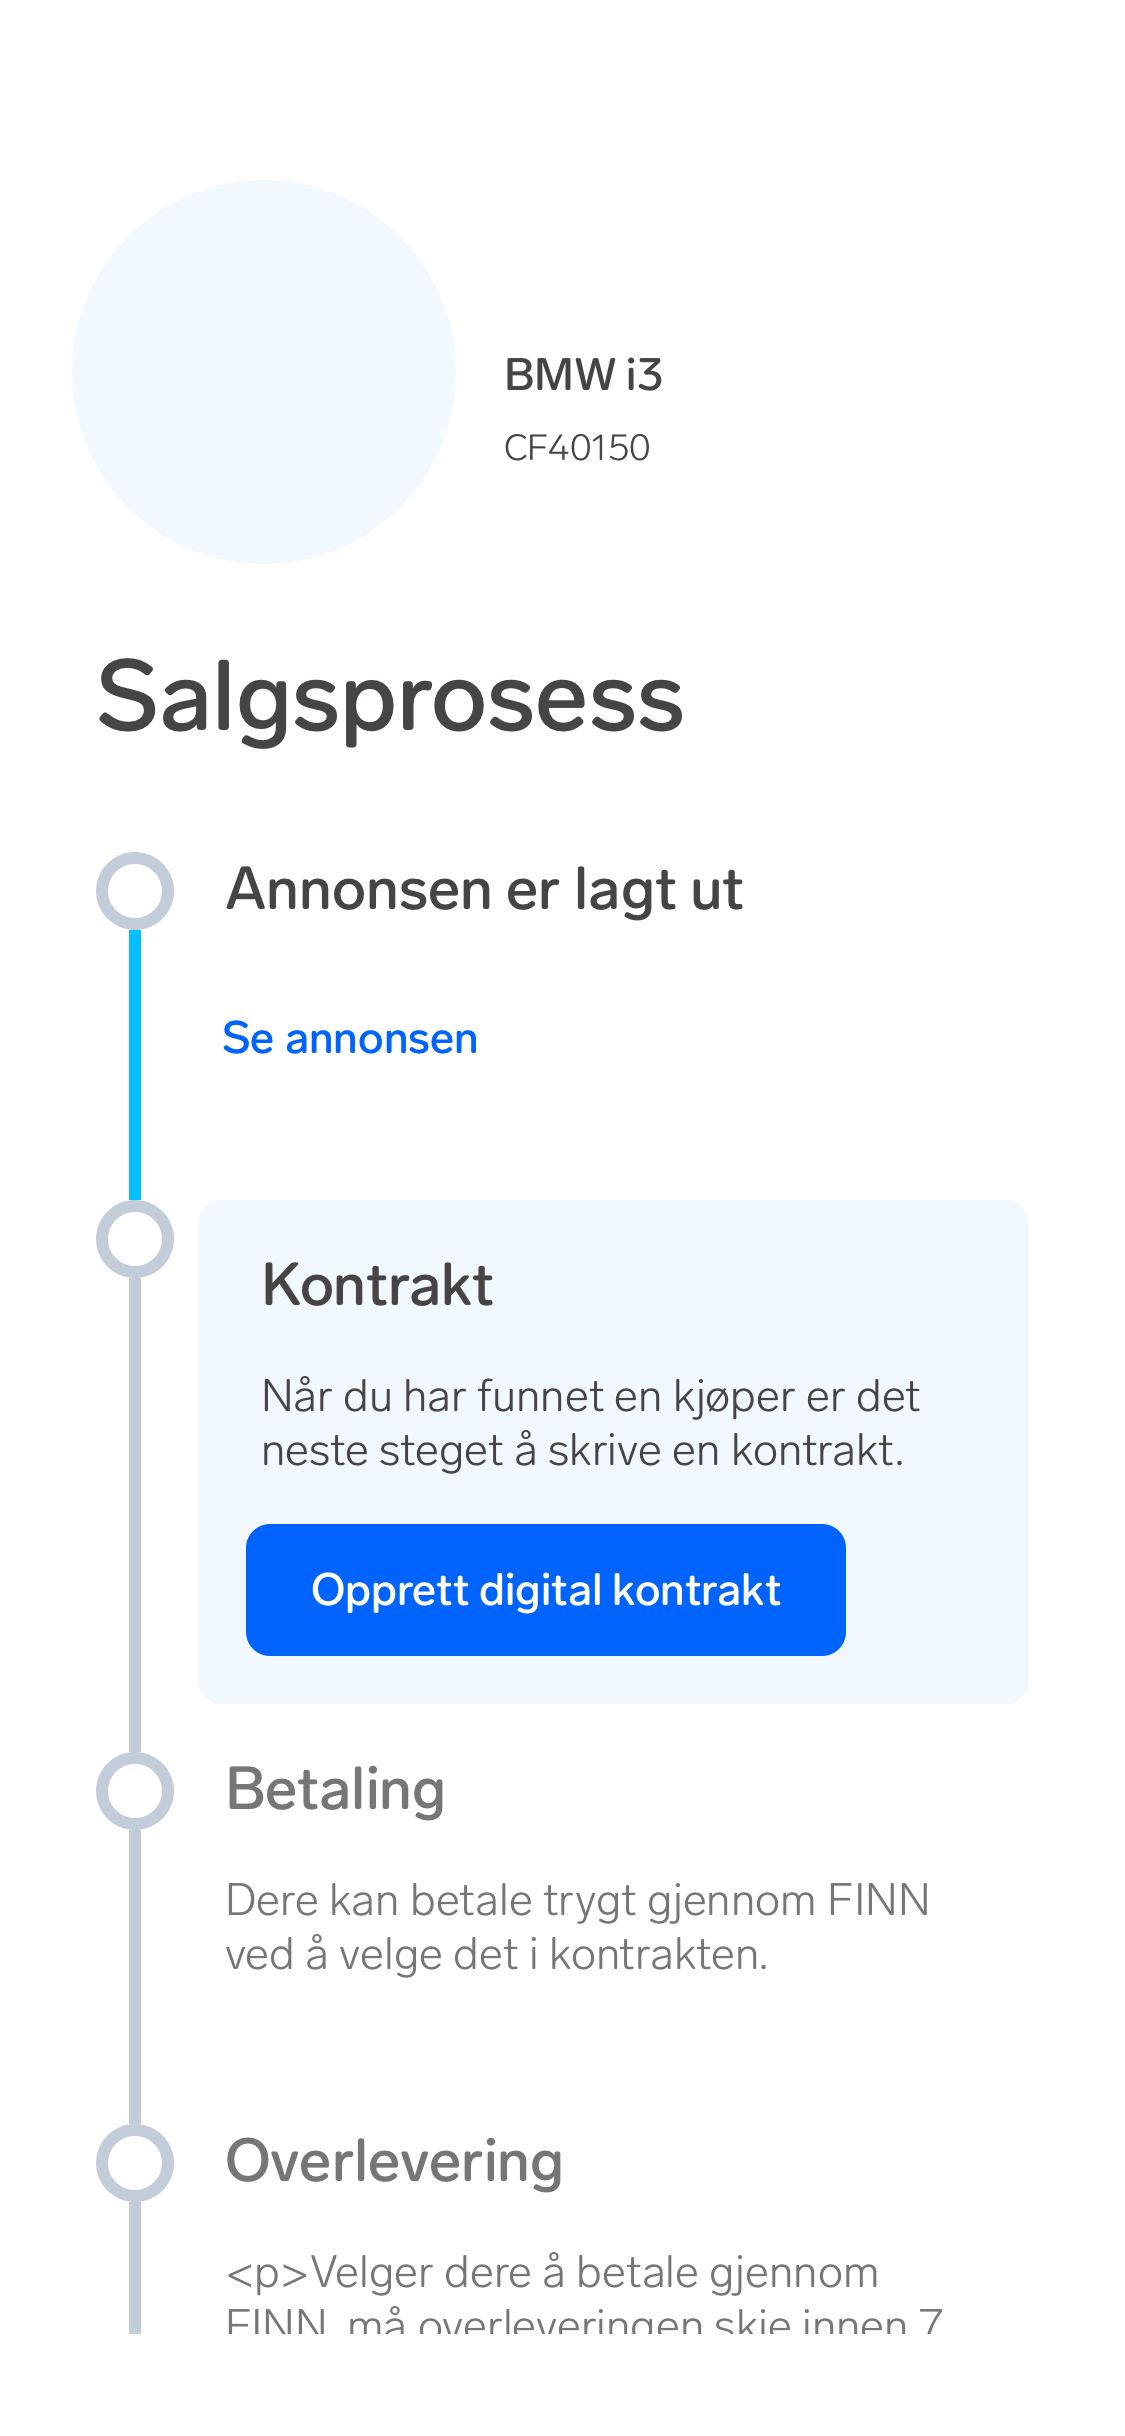 BMW i3
CF40150
Salgsprosess
Annonsen er lagt ut
Se annonsen
Kontrakt
Når du har funnet en kjøper er det
neste steget å skrive en kontrakt.
Opprett digital kontrakt
Betaling
Dere kan betale trygt gjennom FINN
ved å velge det i kontrakten.
Overlevering
<p>Velger dere å betale gjennom
FINN, må overleveringen skje innen 7